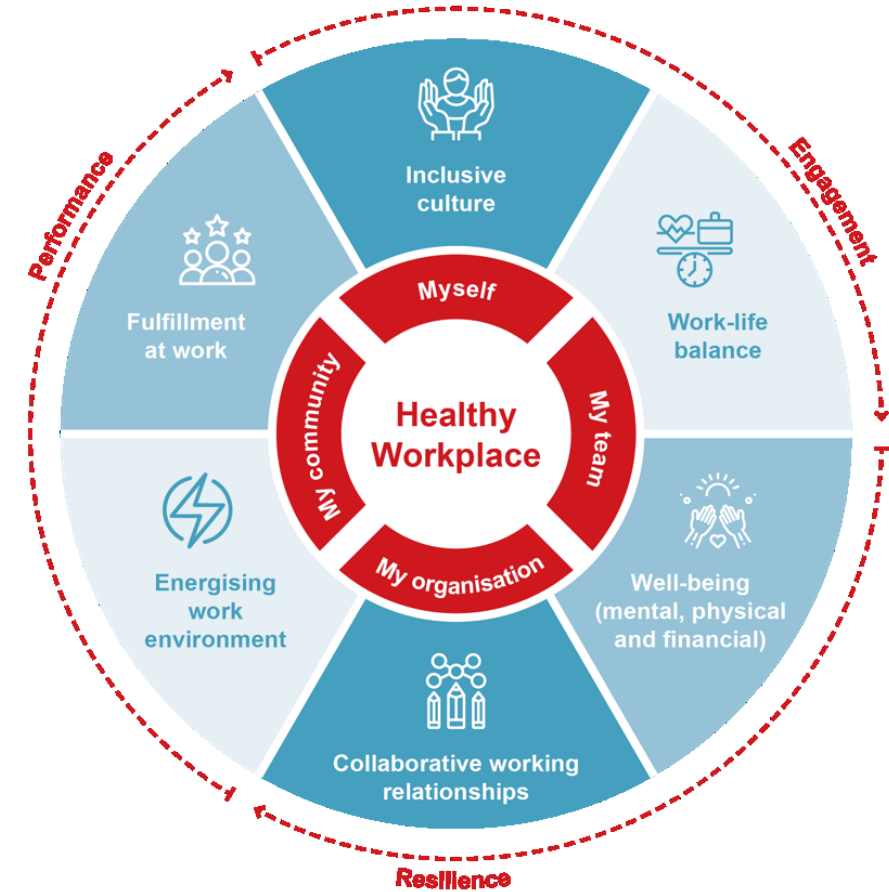 Performance
Engagement
Inclusive
culture
Fulfillment
at work
Work-life
balance
Myself
My community
My team
Healthy
Workplace
My organisation
Energising
work
environment
Well-being
(mental, physical
and financial)
Collaborative working
relationships
Resilience